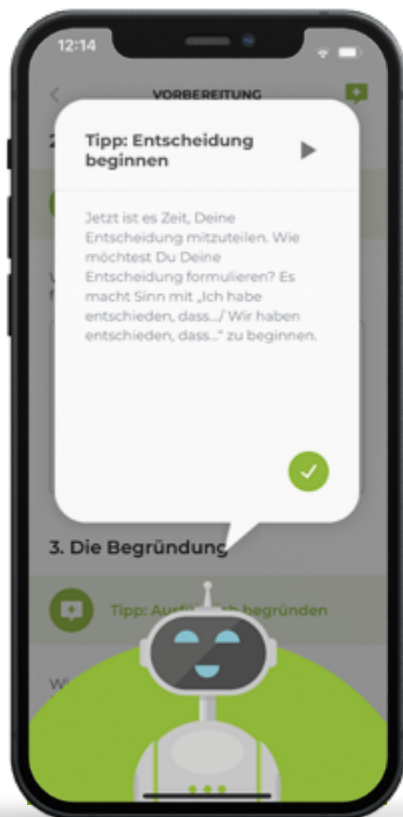 12:14
VORBEREITUNG
2
Tipp: Entscheidung
beginnen
Jetzt ist es Zeit, Deine
Entscheidung mitzuteilen. Wie
möchtest Du Deine
Entscheidung formulieren? Es
macht Sinn mit „Ich habe
entschieden, dass.../ Wir haben
entschieden, dass...“ zu beginnen.
3. Die Begründung
Tipp: begründen